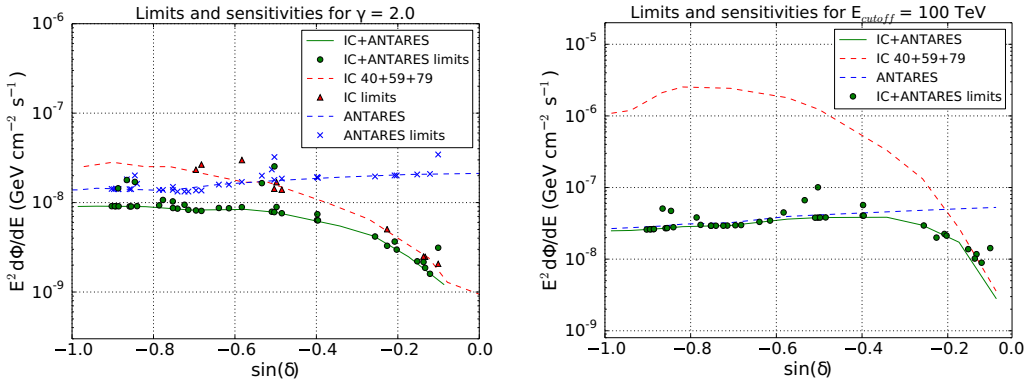 Limits and sensitivities for γ = 2.0
E² dΦ/dE (GeV cm⁻² s⁻¹)
10⁻⁶
10⁻⁷
10⁻⁸
10⁻⁹
IC+ANTARES
IC+ANTARES limits
IC 40+59+79
IC limits
ANTARES
ANTARES limits
−1.0 −0.8 −0.6 −0.4 −0.2 0.0
sin(δ)
Limits and sensitivities for E_cutoff = 100 TeV
E² dΦ/dE (GeV cm⁻² s⁻¹)
10⁻⁵
10⁻⁶
10⁻⁷
10⁻⁸
10⁻⁹
IC+ANTARES
IC 40+59+79
ANTARES
IC+ANTARES limits
−1.0 −0.8 −0.6 −0.4 −0.2 0.0
sin(δ)